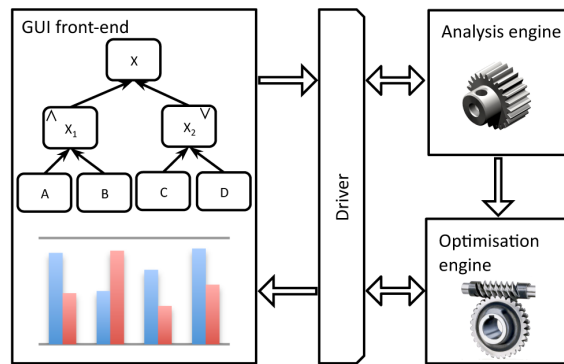 GUI front-end
X
∧
X₁
∨
X₂
A
B
C
D
Driver
Analysis engine
Optimisation
engine